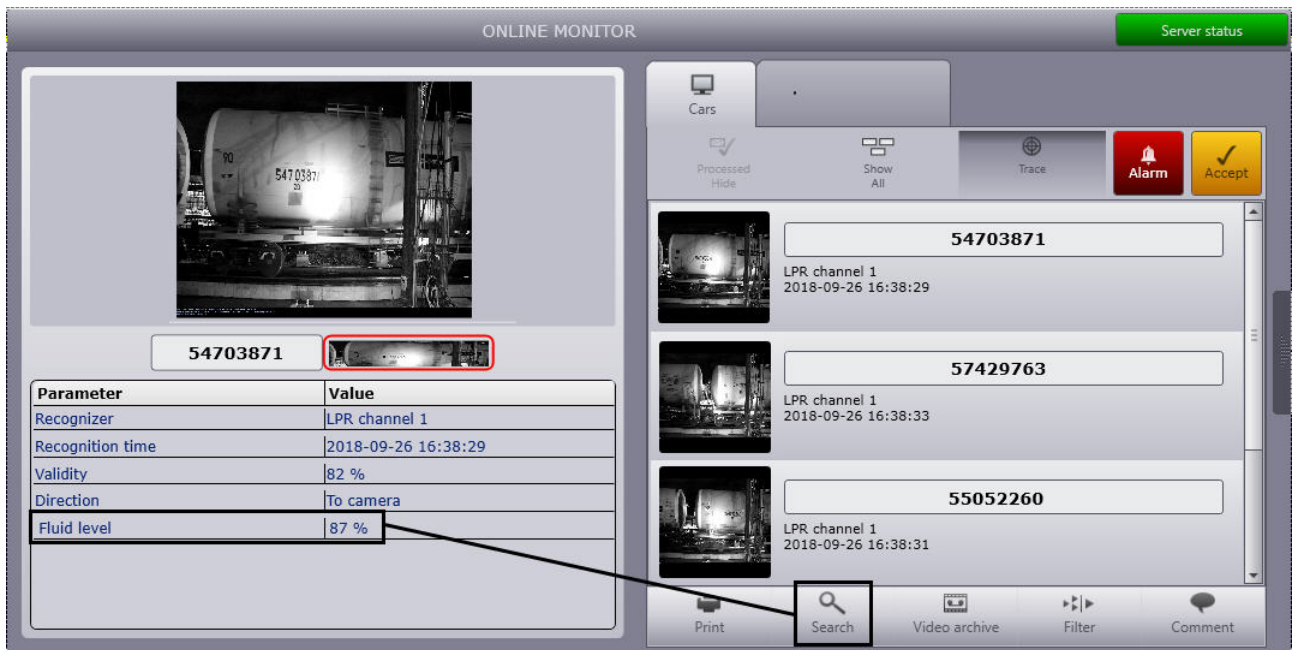 ONLINE MONITOR
Server status
90
54703871
20
54703871
Parameter Value
Recognizer LPR channel 1
Recognition time 2018-09-26 16:38:29
Validity 82 %
Direction To camera
Fluid level 87 %
Cars
.
Processed
Hide
Show
All
Trace
Alarm
Accept
54703871
LPR channel 1
2018-09-26 16:38:29
57429763
LPR channel 1
2018-09-26 16:38:33
55052260
LPR channel 1
2018-09-26 16:38:31
Print
Search
Video archive
Filter
Comment